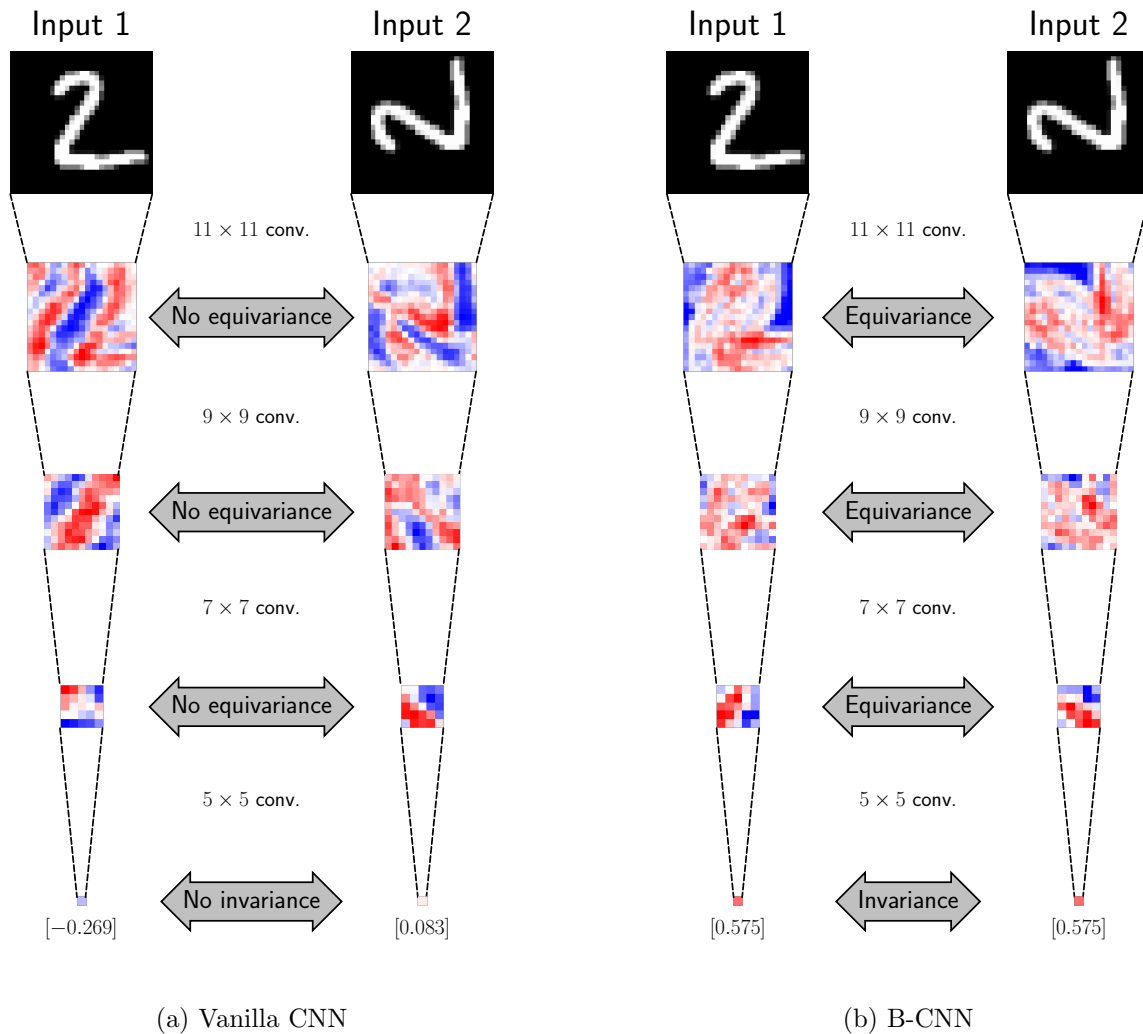 Input 1 Input 2 Input 1 Input 2
11 × 11 conv. 11 × 11 conv.
No equivariance Equivariance
9 × 9 conv. 9 × 9 conv.
No equivariance Equivariance
7 × 7 conv. 7 × 7 conv.
No equivariance Equivariance
5 × 5 conv. 5 × 5 conv.
No invariance Invariance
[−0.269] [0.083] [0.575] [0.575]
(a) Vanilla CNN (b) B-CNN